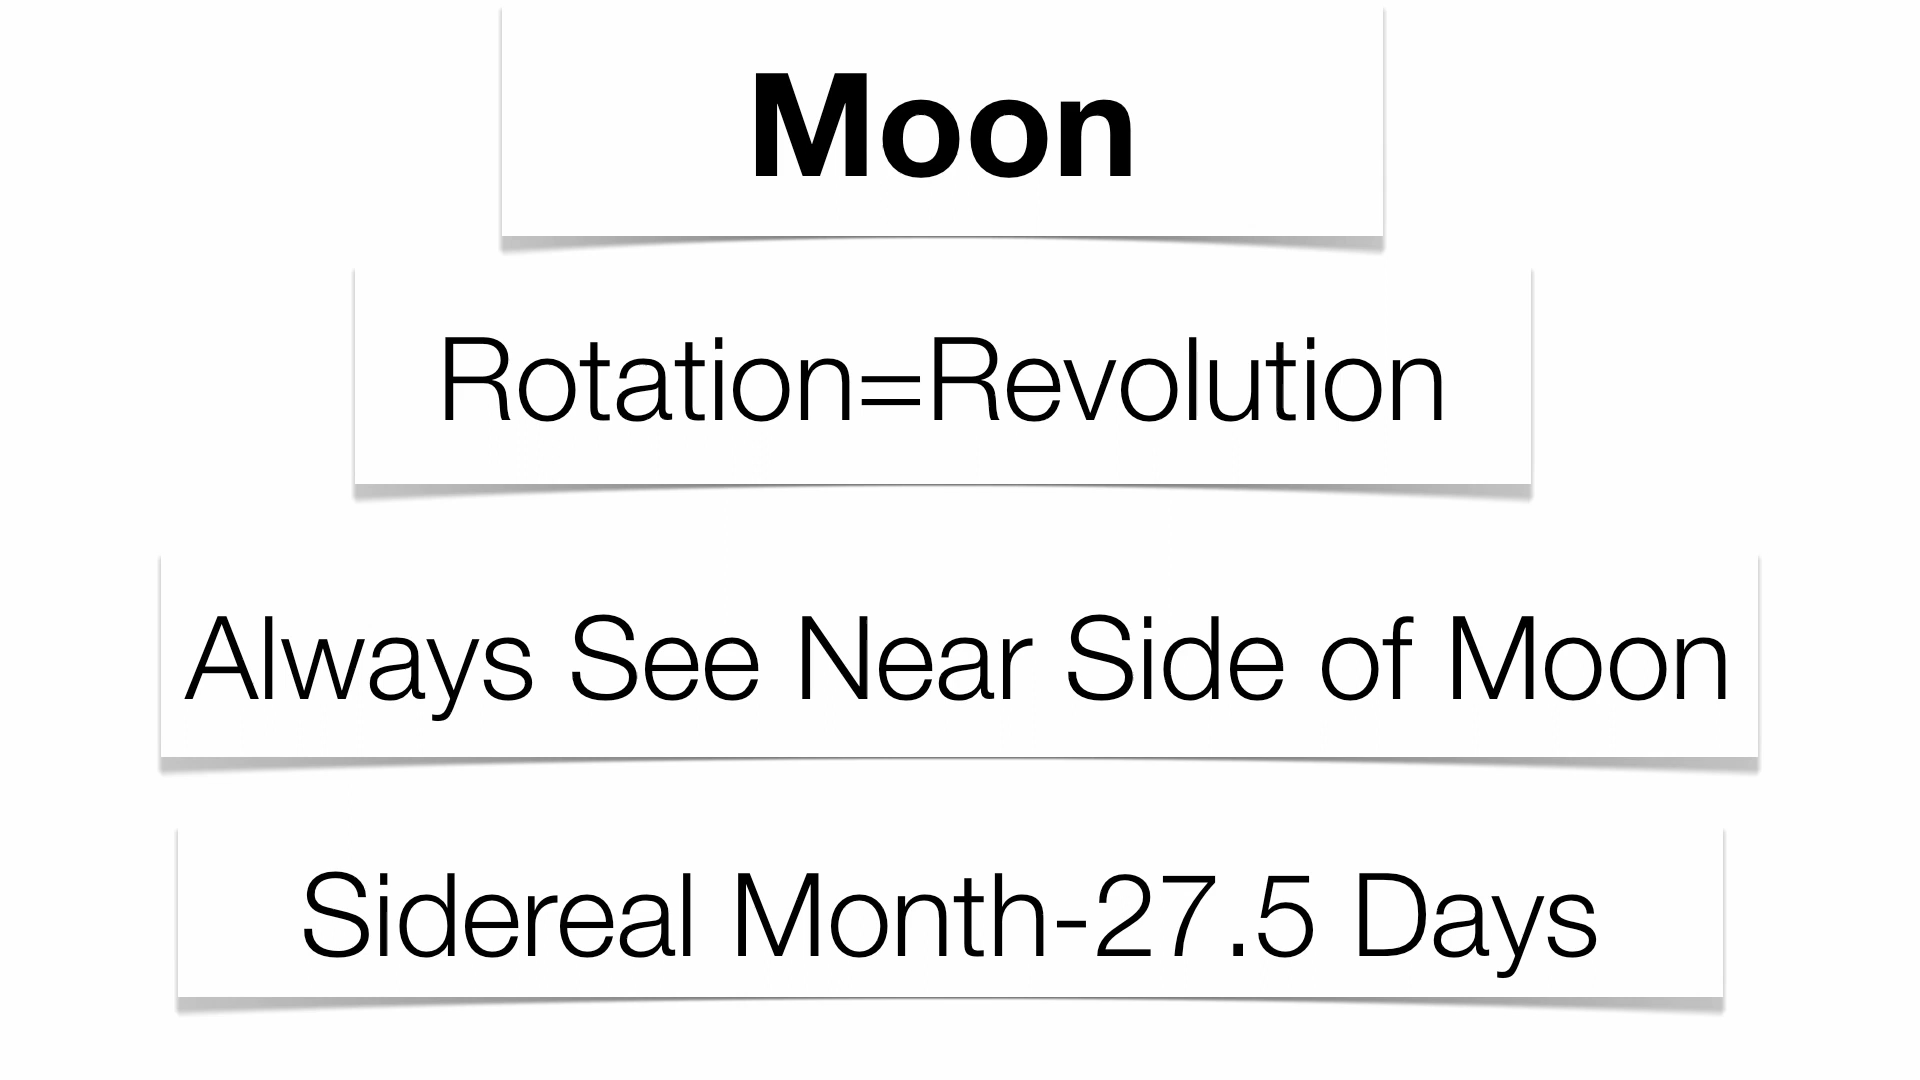 Moon
Rotation=Revolution
Always See Near Side of Moon
Sidereal Month-27.5 Days